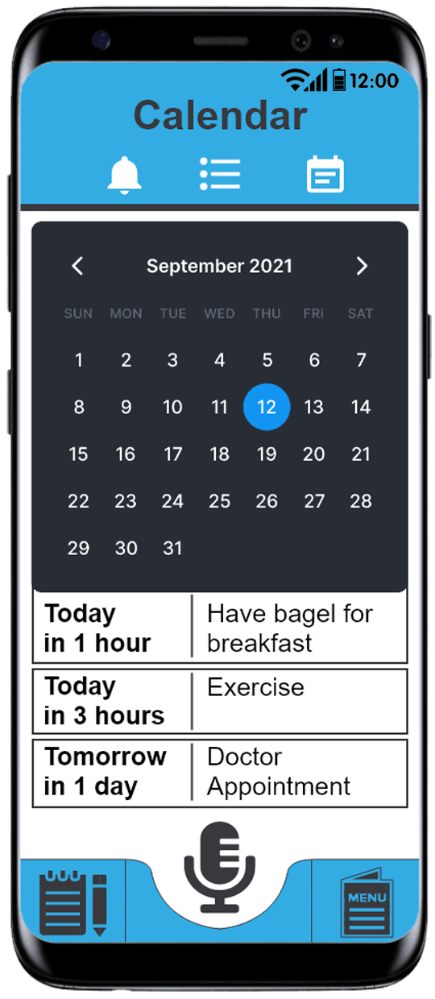 12:00
Calendar
September 2021
SUN MON TUE WED THU FRI SAT
1 2 3 4 5 6 7
8 9 10 11 12 13 14
15 16 17 18 19 20 21
22 23 24 25 26 27 28
29 30 31
Today
in 1 hour
Have bagel for
breakfast
Today
in 3 hours
Exercise
Tomorrow
in 1 day
Doctor
Appointment
MENU